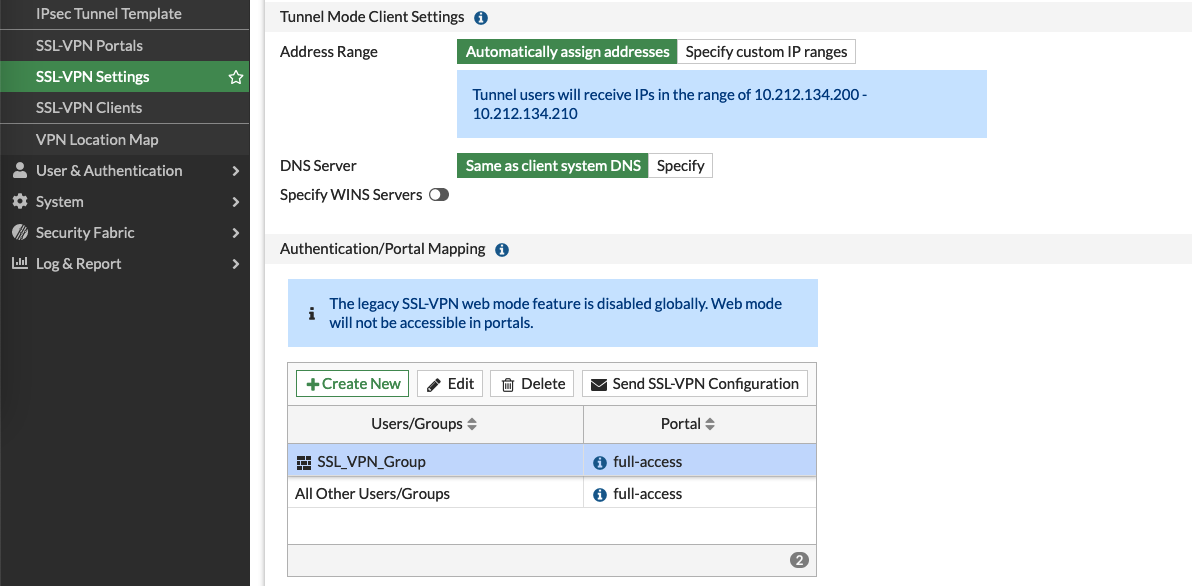 IPsec Tunnel Template
SSL-VPN Portals
SSL-VPN Settings
SSL-VPN Clients
VPN Location Map
User & Authentication
System
Security Fabric
Log & Report
Tunnel Mode Client Settings
Address Range
Automatically assign addresses
Specify custom IP ranges
Tunnel users will receive IPs in the range of 10.212.134.200 -
10.212.134.210
DNS Server
Same as client system DNS
Specify
Specify WINS Servers
Authentication/Portal Mapping
The legacy SSL-VPN web mode feature is disabled globally. Web mode
will not be accessible in portals.
Create New
Edit
Delete
Send SSL-VPN Configuration
Users/Groups
Portal
SSL_VPN_Group
full-access
All Other Users/Groups
full-access
2